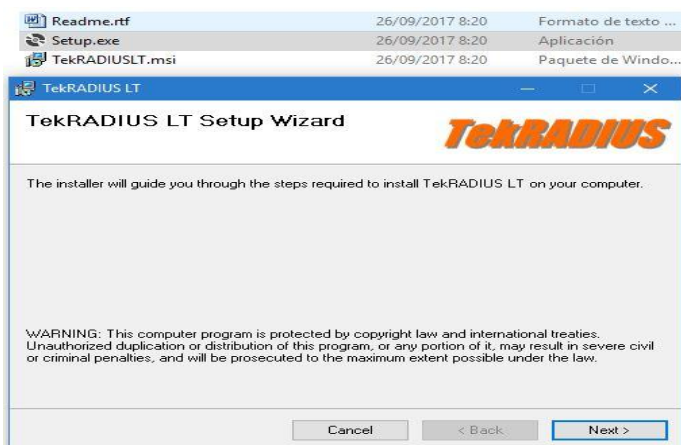 Readme.rtf 26/09/2017 8:20 Formato de texto ...
Setup.exe 26/09/2017 8:20 Aplicación
TekRADIUSLT.msi 26/09/2017 8:20 Paquete de Windo...
TekRADIUS LT
TekRADIUS LT Setup Wizard
TekRADIUS
The installer will guide you through the steps required to install TekRADIUS LT on your computer.
WARNING: This computer program is protected by copyright law and international treaties.
Unauthorized duplication or distribution of this program, or any portion of it, may result in severe civil
or criminal penalties, and will be prosecuted to the maximum extent possible under the law.
Cancel < Back Next >